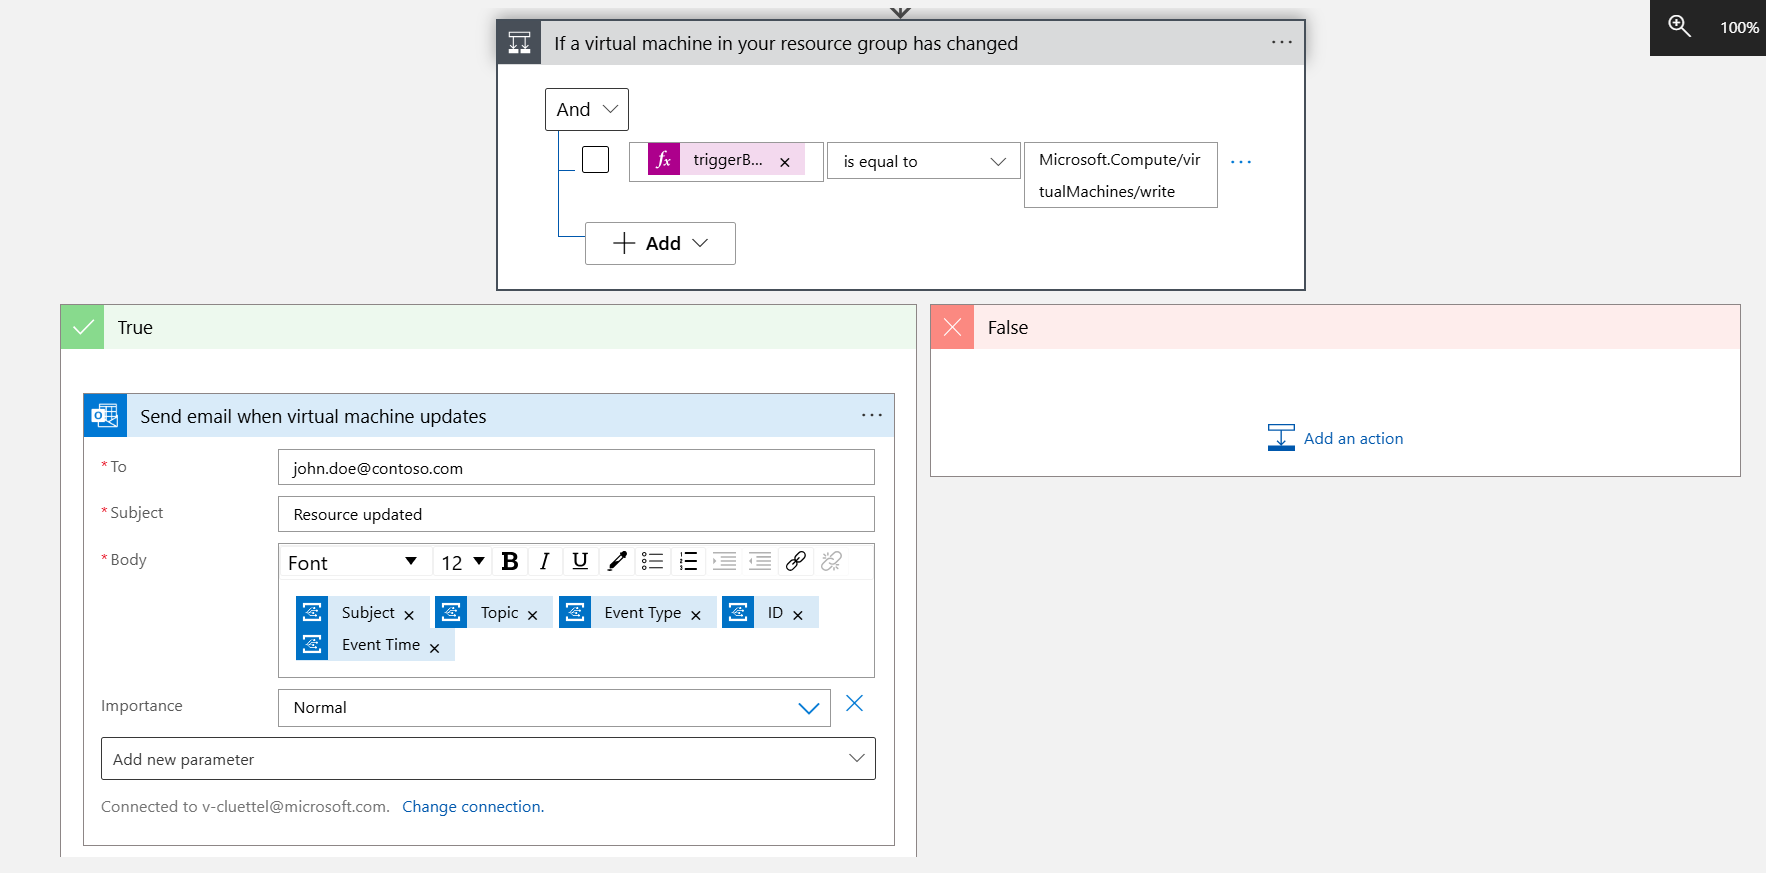 100%
If a virtual machine in your resource group has changed
And
fx triggerB... is equal to Microsoft.Compute/vir
tualMachines/write
Add
True
False
Send email when virtual machine updates
Add an action
* To john.doe@contoso.com
* Subject Resource updated
* Body
Font 12 B I U
Subject Topic Event Type ID
Event Time
Importance Normal
Add new parameter
Connected to v-cluettel@microsoft.com. Change connection.